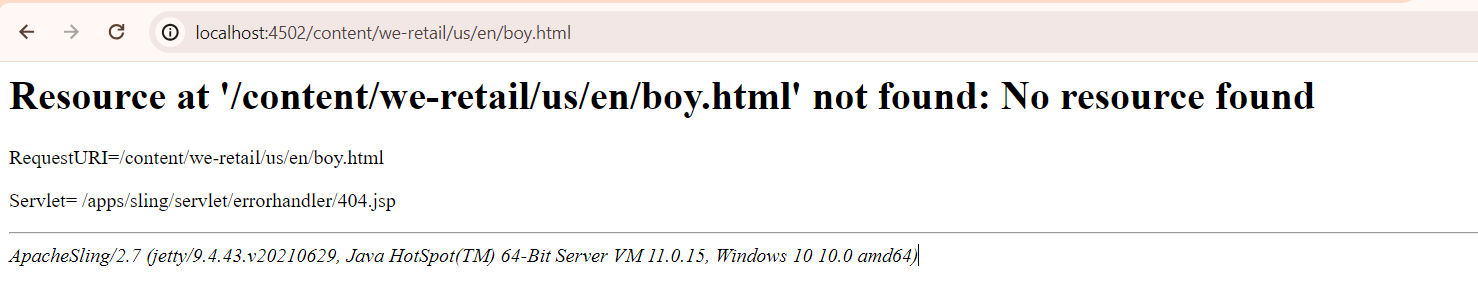 localhost:4502/content/we-retail/us/en/boy.html
Resource at '/content/we-retail/us/en/boy.html' not found: No resource found
RequestURI=/content/we-retail/us/en/boy.html
Servlet= /apps/sling/servlet/errorhandler/404.jsp
ApacheSling/2.7 (jetty/9.4.43.v20210629, Java HotSpot(TM) 64-Bit Server VM 11.0.15, Windows 10 10.0 amd64)